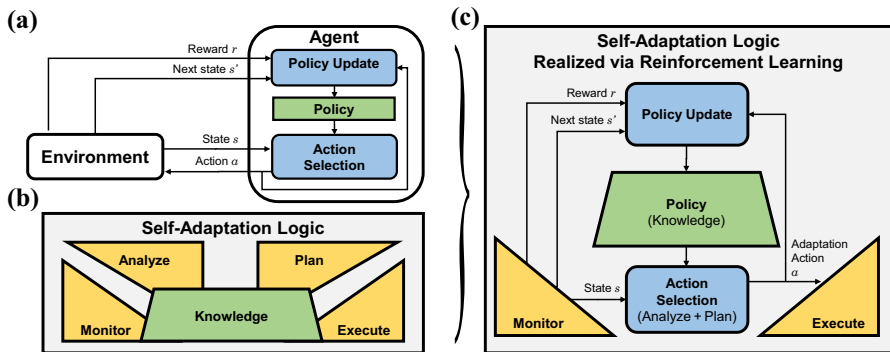 (a)
Agent
Reward r
Next state s'
Policy Update
Policy
State s
Action a
Action
Selection
Environment
(b)
Self-Adaptation Logic
Analyze
Plan
Monitor
Knowledge
Execute
(c)
Self-Adaptation Logic
Realized via Reinforcement Learning
Reward r
Next state s'
Policy Update
Policy
(Knowledge)
Adaptation
Action
a
State s
Action
Selection
(Analyze + Plan)
Monitor
Execute